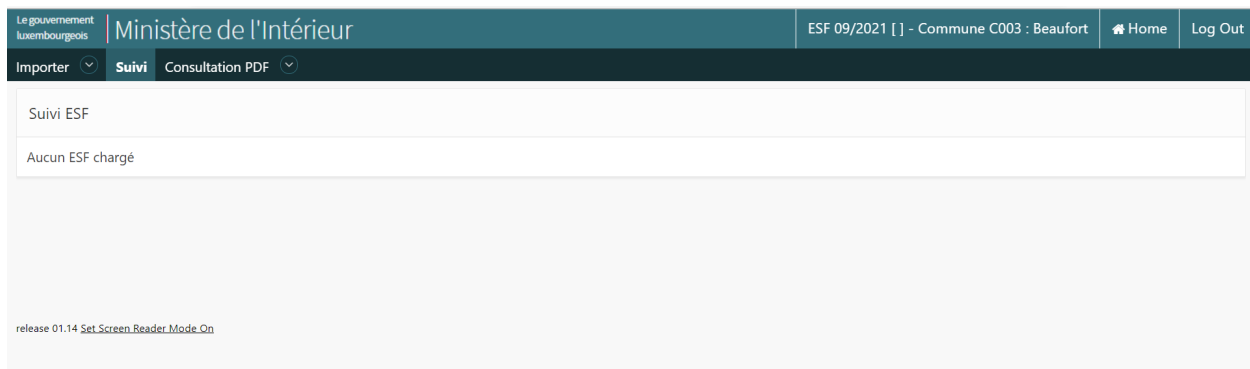 Le gouvernement
luxembourgeois
Ministère de l'Intérieur
ESF 09/2021 [ ] - Commune C003 : Beaufort
Home
Log Out
Importer
Suivi
Consultation PDF
Suivi ESF
Aucun ESF chargé
release 01.14 Set Screen Reader Mode On